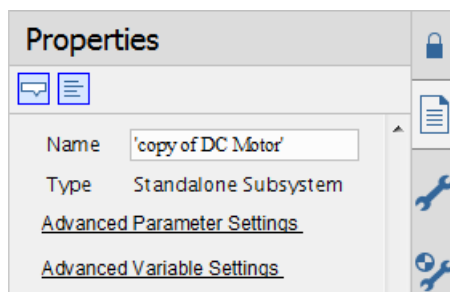 Properties
Name 'copy of DC Motor'
Type Standalone Subsystem
Advanced Parameter Settings
Advanced Variable Settings